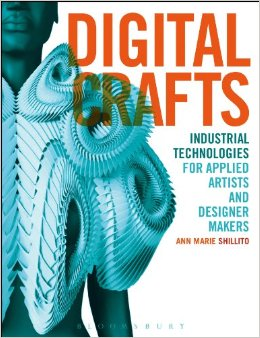 DIGITAL
CRAFTS
INDUSTRIAL
TECHNOLOGIES
FOR APPLIED
ARTISTS
AND
DESIGNER
MAKERS
ANN MARIE SHILLITO
BLOOMSBURY